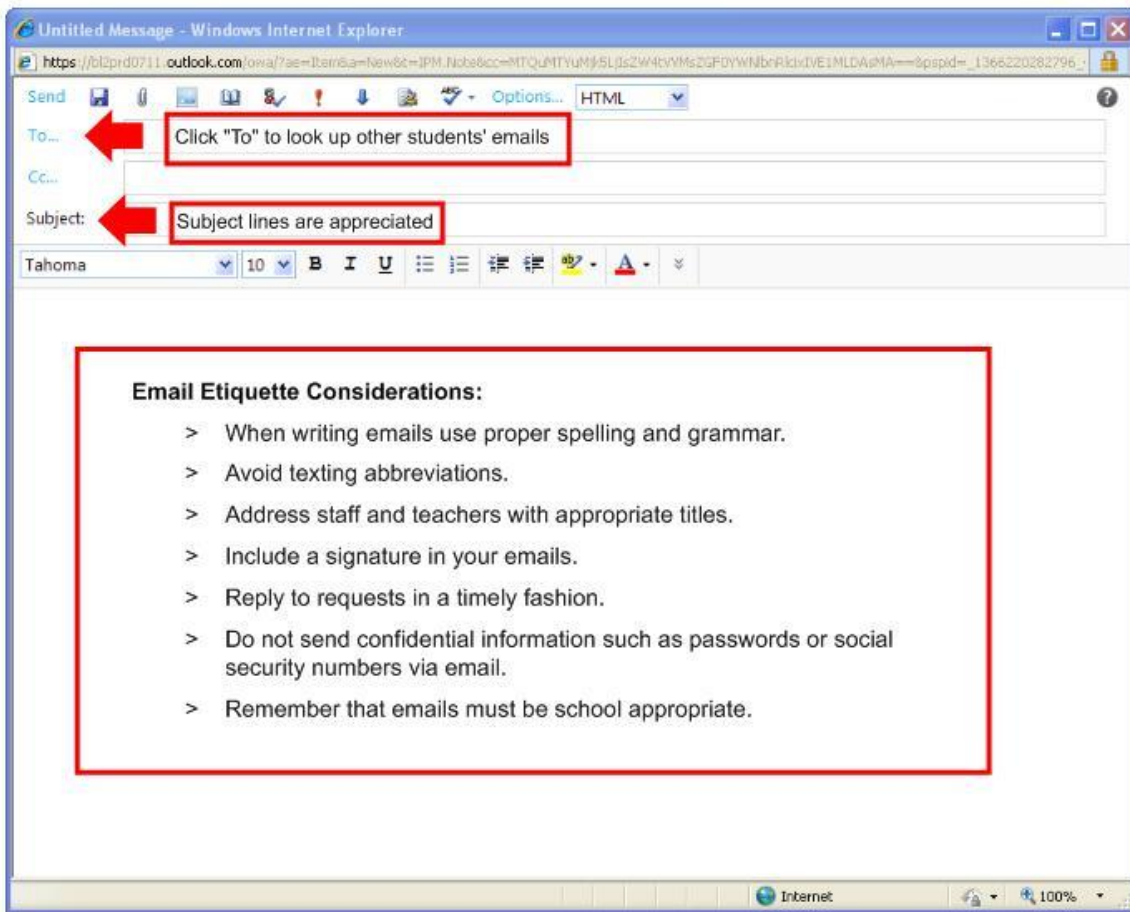 Untitled Message - Windows Internet Explorer
Send Options... HTML
To... Click "To" to look up other students' emails
Cc...
Subject: Subject lines are appreciated
Tahoma 10 B I U A
Email Etiquette Considerations:
> When writing emails use proper spelling and grammar.
> Avoid texting abbreviations.
> Address staff and teachers with appropriate titles.
> Include a signature in your emails.
> Reply to requests in a timely fashion.
> Do not send confidential information such as passwords or social
security numbers via email.
> Remember that emails must be school appropriate.
Internet 100%